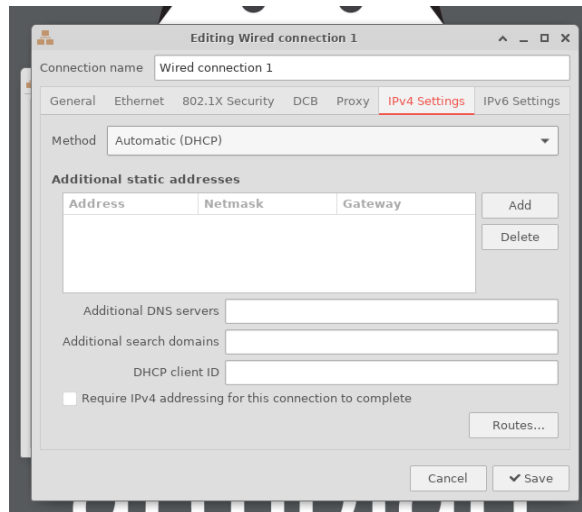 Editing Wired connection 1
Connection name Wired connection 1
General Ethernet 802.1X Security DCB Proxy IPv4 Settings IPv6 Settings
Method Automatic (DHCP)
Additional static addresses
Address Netmask Gateway Add
Delete
Additional DNS servers
Additional search domains
DHCP client ID
Require IPv4 addressing for this connection to complete
Routes...
Cancel Save